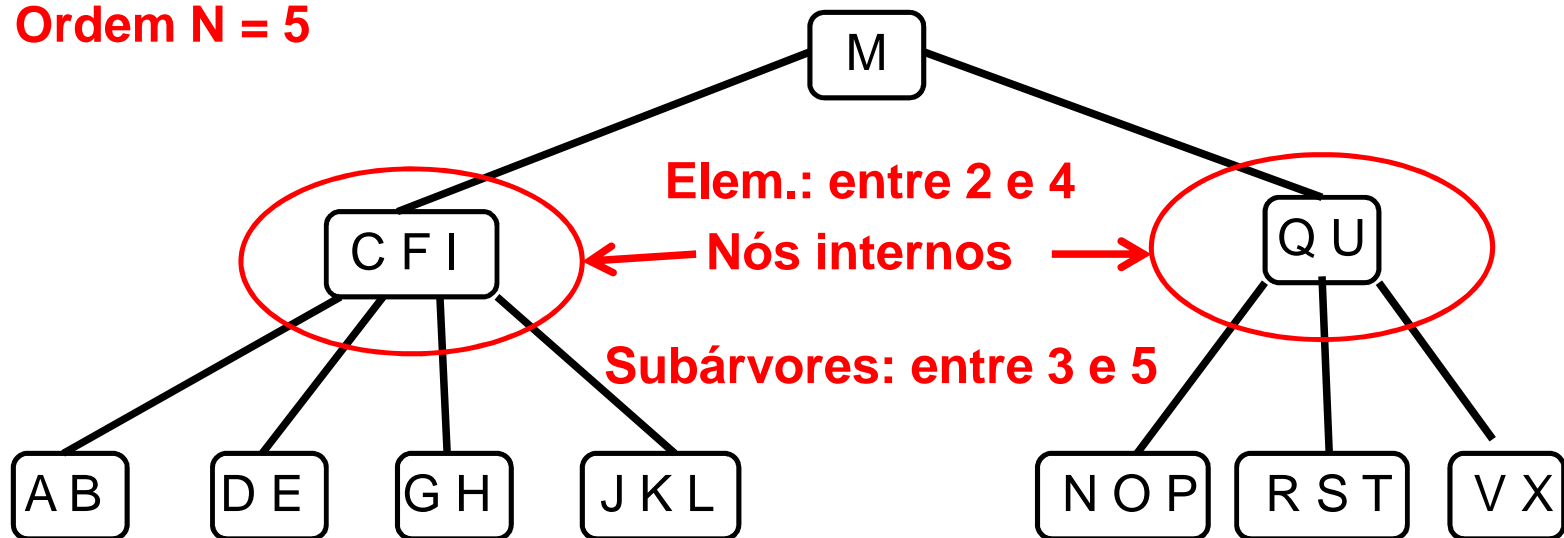 Ordem N = 5
M
Elem.: entre 2 e 4
C F I
Nós internos
Q U
Subárvores: entre 3 e 5
A B
D E
G H
J K L
N O P
R S T
V X